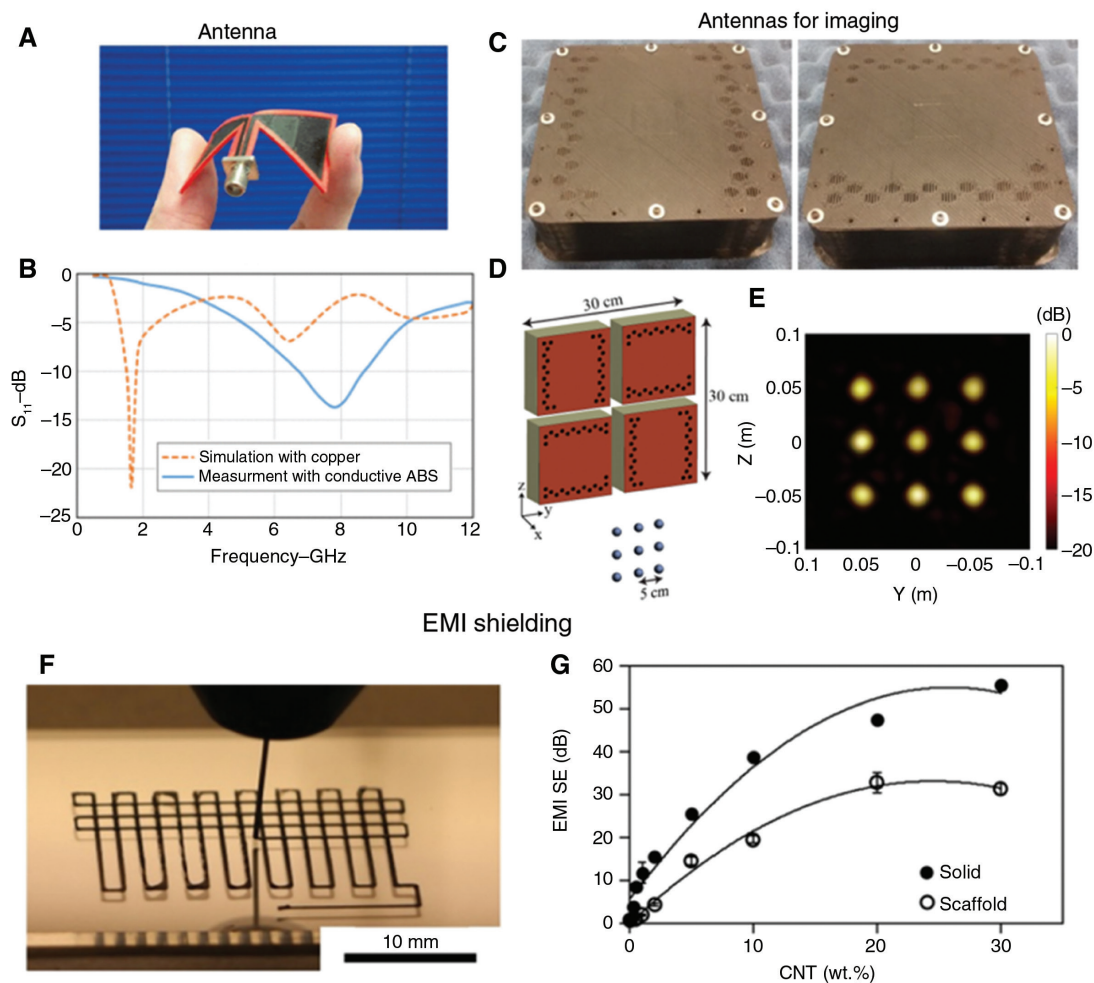 Antennas for imaging
A
Antenna
C
B
S₁₁–dB
0
–5
–10
–15
–20
–25
Simulation with copper
Measurment with conductive ABS
0
2
4
6
8
10
12
Frequency–GHz
D
30 cm
30 cm
z
y
x
5 cm
E
(dB)
0
–5
–10
–15
–20
Z (m)
0.1
0.05
0
–0.05
–0.1
0.1
0.05
0
–0.05
–0.1
Y (m)
EMI shielding
F
10 mm
G
EMI SE (dB)
60
50
40
30
20
10
0
Solid
Scaffold
0
10
20
30
CNT (wt.%)